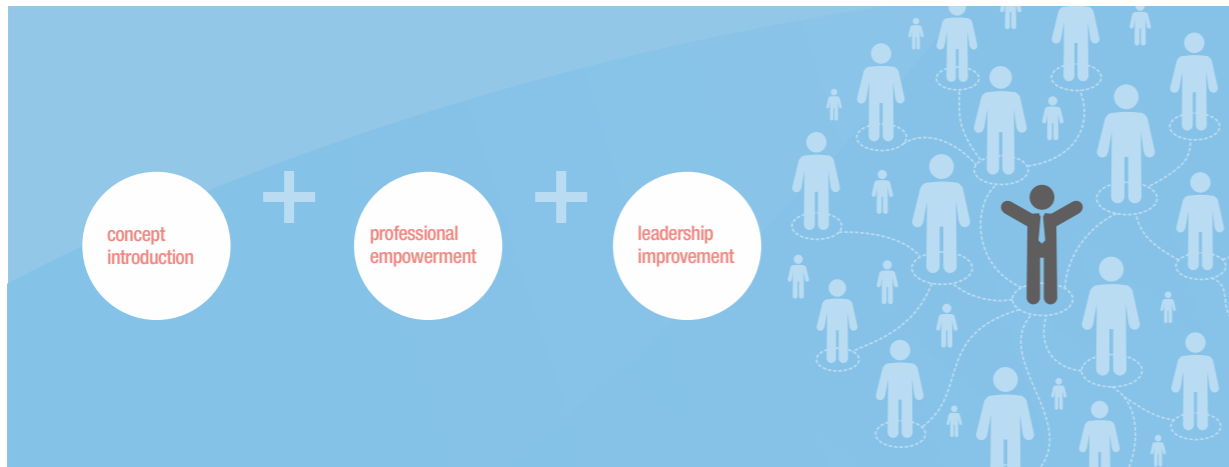 concept
introduction
professional
empowerment
leadership
improvement